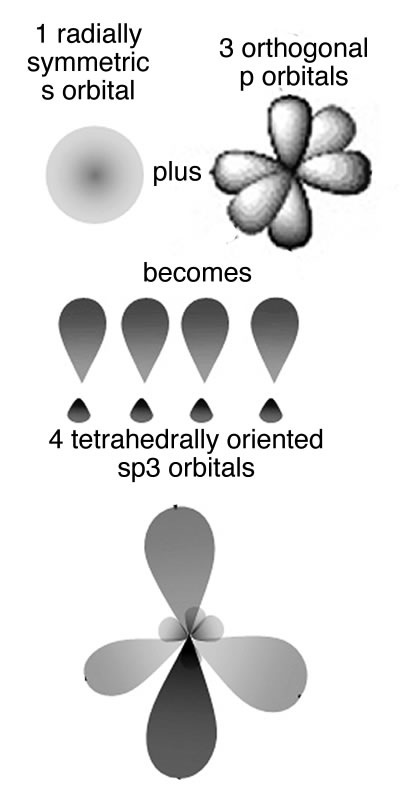 1 radially
symmetric
s orbital
3 orthogonal
p orbitals
plus
becomes
4 tetrahedrally oriented
sp3 orbitals